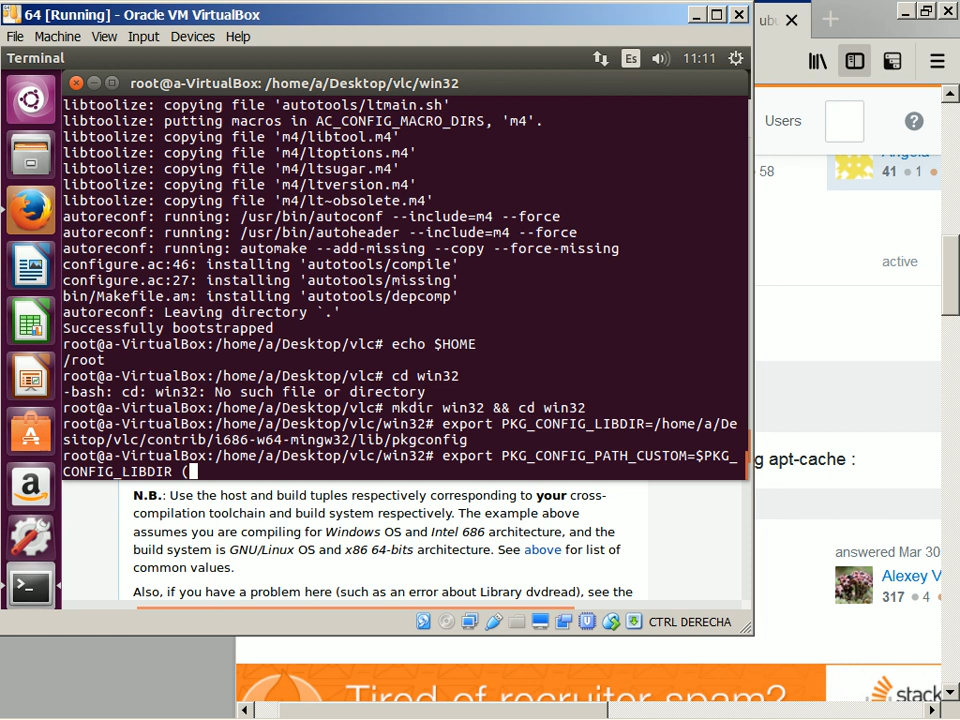 64 [Running] - Oracle VM VirtualBox
File Machine View Input Devices Help
Terminal
Es
11:11
root@a-VirtualBox: /home/a/Desktop/vlc/win32
libtoolize: copying file 'autotools/ltmain.sh'
libtoolize: putting macros in AC_CONFIG_MACRO_DIRS, 'm4'.
libtoolize: copying file 'm4/libtool.m4'
libtoolize: copying file 'm4/ltoptions.m4'
libtoolize: copying file 'm4/ltsugar.m4'
libtoolize: copying file 'm4/ltversion.m4'
libtoolize: copying file 'm4/lt~obsolete.m4'
autoreconf: running: /usr/bin/autoconf --include=m4 --force
autoreconf: running: /usr/bin/autoheader --include=m4 --force
autoreconf: running: automake --add-missing --copy --force-missing
configure.ac:46: installing 'autotools/compile'
configure.ac:27: installing 'autotools/missing'
bin/Makefile.am: installing 'autotools/depcomp'
autoreconf: Leaving directory `.'
Successfully bootstrapped
root@a-VirtualBox:/home/a/Desktop/vlc# echo $HOME
/root
root@a-VirtualBox:/home/a/Desktop/vlc# cd win32
-bash: cd: win32: No such file or directory
root@a-VirtualBox:/home/a/Desktop/vlc# mkdir win32 && cd win32
root@a-VirtualBox:/home/a/Desktop/vlc/win32# export PKG_CONFIG_LIBDIR=/home/a/De
sitop/vlc/contrib/i686-w64-mingw32/lib/pkgconfig
root@a-VirtualBox:/home/a/Desktop/vlc/win32# export PKG_CONFIG_PATH_CUSTOM=$PKG_
CONFIG_LIBDIR (
N.B.: Use the host and build tuples respectively corresponding to your cross-
compilation toolchain and build system respectively. The example above
assumes you are compiling for Windows OS and Intel 686 architecture, and the
build system is GNU/Linux OS and x86 64-bits architecture. See above for list of
common values.
Also, if you have a problem here (such as an error about Library dvdread), see the
CTRL DERECHA
ubu
Users
58
41 1
active
g apt-cache :
answered Mar 30
Alexey V
317 4
Tired of recruiter spam?
stack